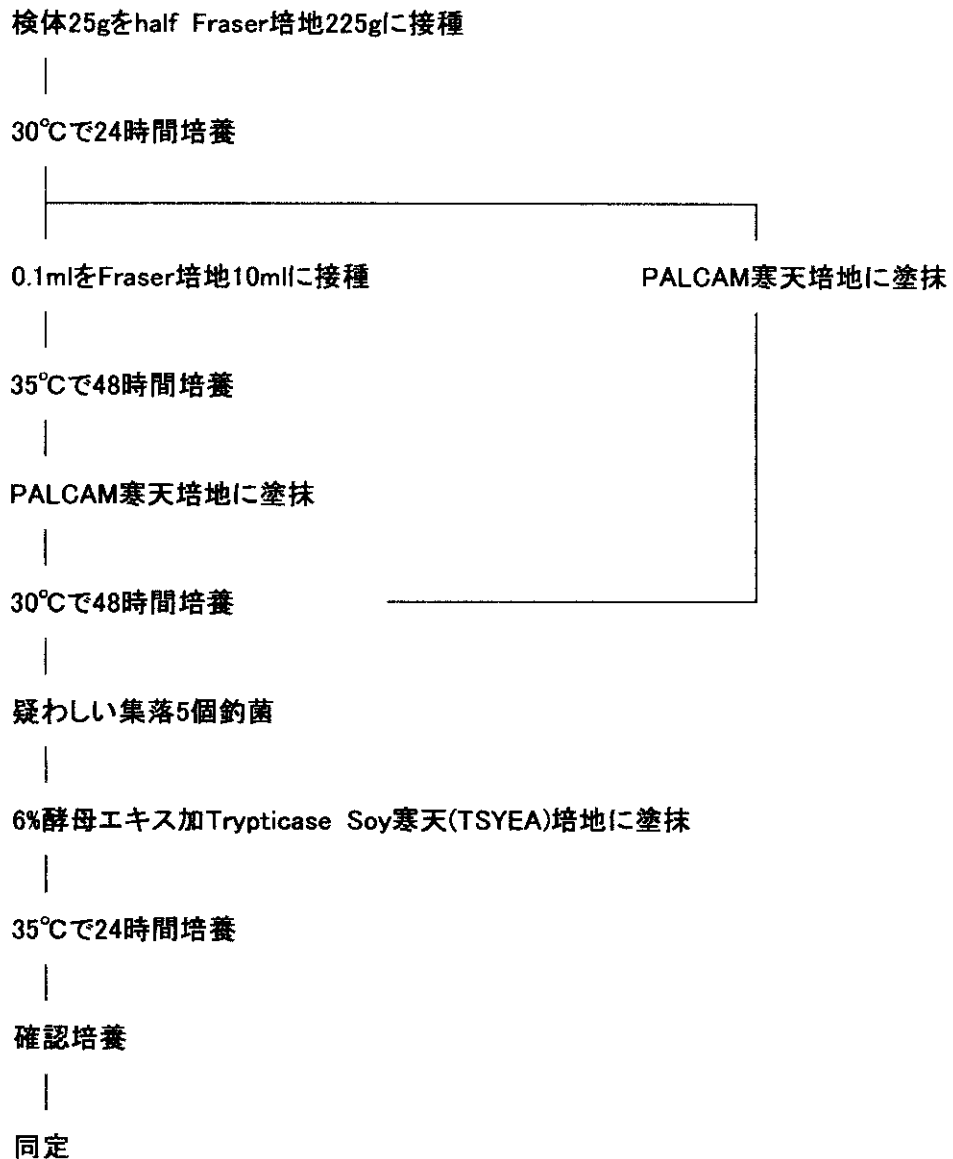 検体25gをhalf Fraser培地225gに接種
30℃で24時間培養
0.1mlをFraser培地10mlに接種
PALCAM寒天培地に塗抹
35℃で48時間培養
PALCAM寒天培地に塗抹
30℃で48時間培養
疑わしい集落5個釣菌
6%酵母エキス加Trypticase Soy寒天(TSYEA)培地に塗抹
35℃で24時間培養
確認培養
同定